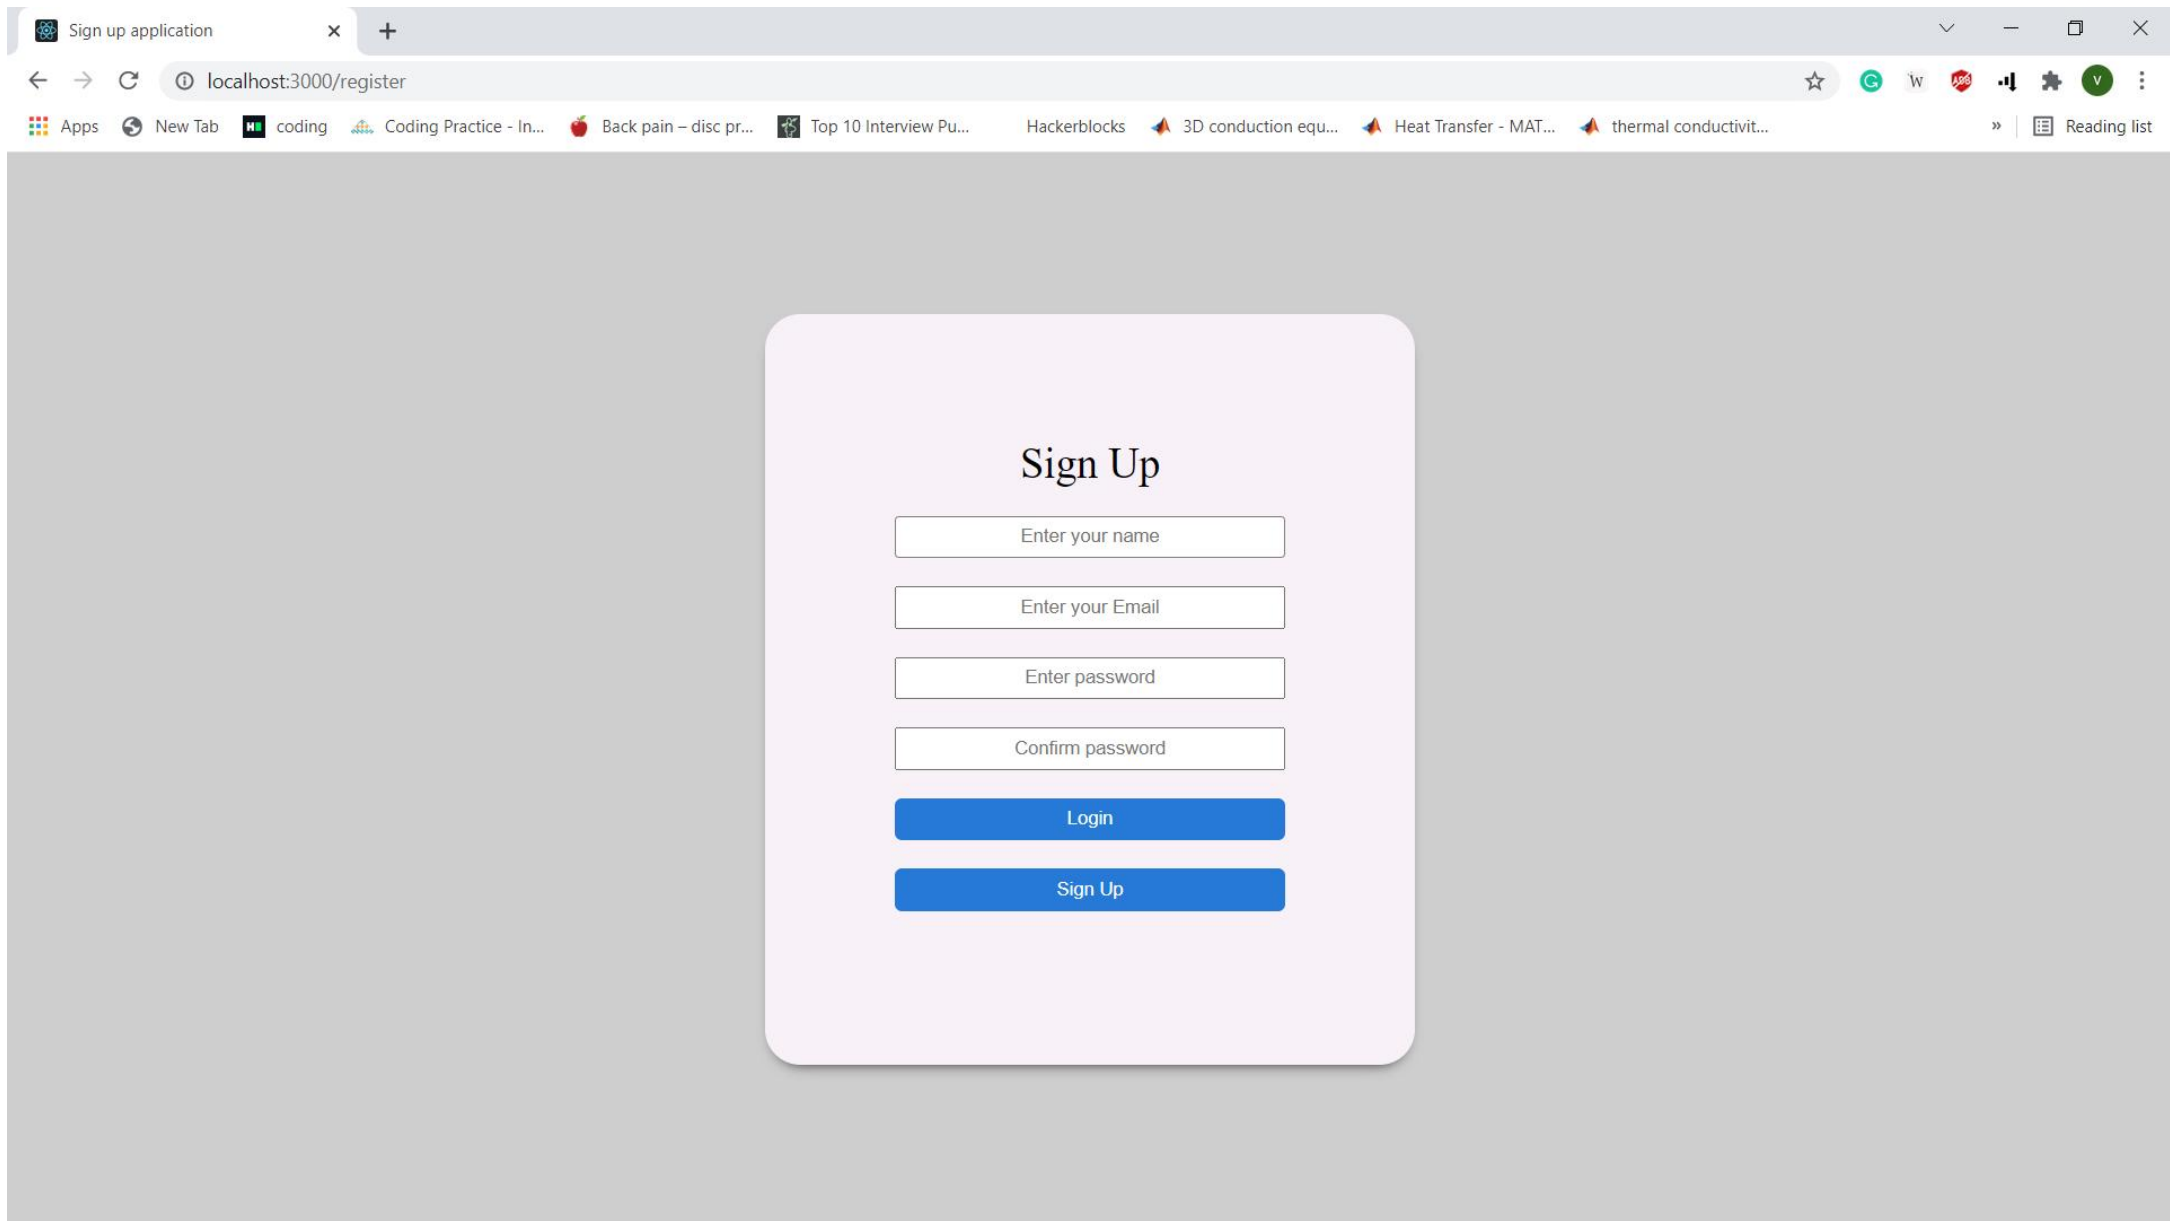 Sign up application
localhost:3000/register
Apps New Tab coding Coding Practice - In... Back pain – disc pr... Top 10 Interview Pu... Hackerblocks 3D conduction equ... Heat Transfer - MAT... thermal conductivit... » Reading list
Sign Up
Enter your name
Enter your Email
Enter password
Confirm password
Login
Sign Up